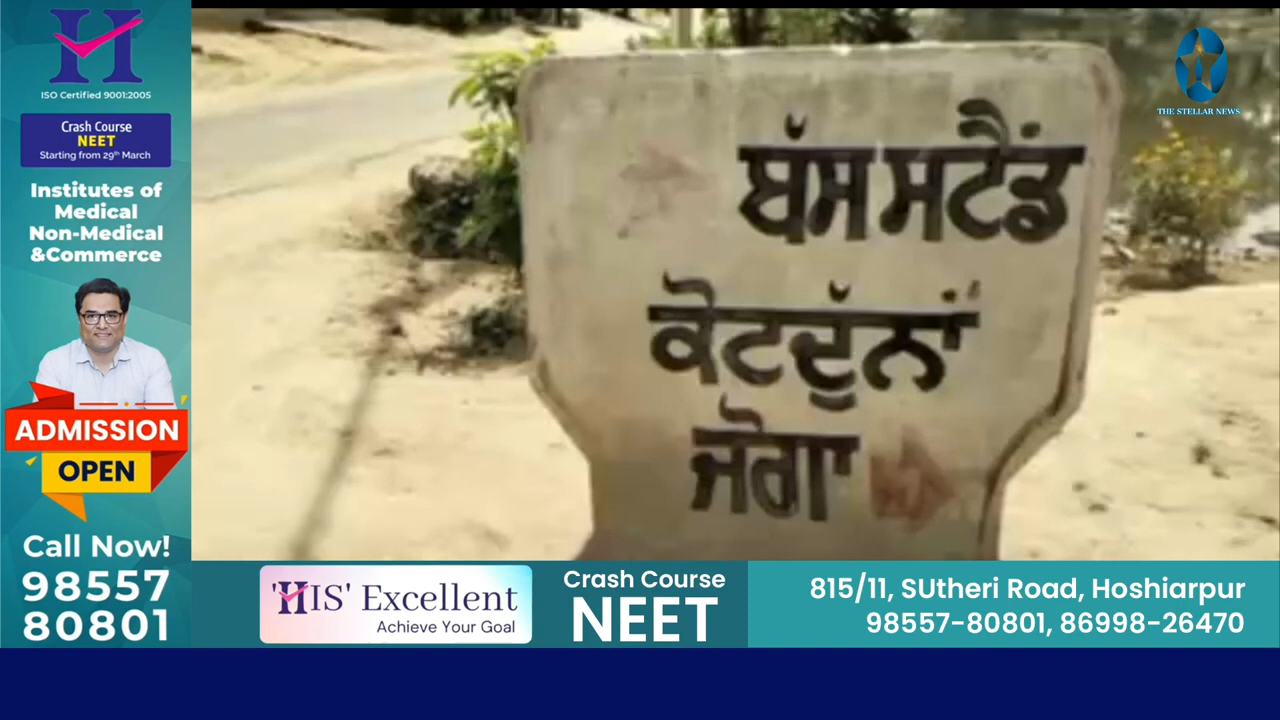 H
ISO Certified 9001:2005
Crash Course
NEET
Starting from 29th March
Institutes of
Medical
Non-Medical
&Commerce
ADMISSION
OPEN
Call Now!
98557
80801
THE STELLAR NEWS
ਬੱਸ ਸਟੈਂਡ
ਕੋਟਦੁੱਨਾਂ
ਜੋਗਾ
'HIS' Excellent
Achieve Your Goal
Crash Course
NEET
815/11, SUtheri Road, Hoshiarpur
98557-80801, 86998-26470